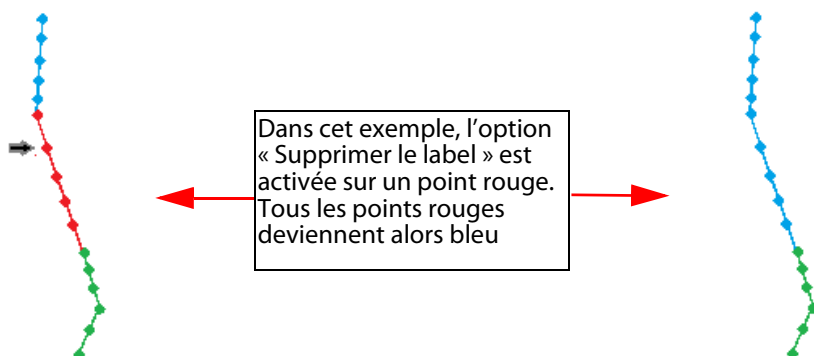 Dans cet exemple, l’option
« Supprimer le label » est
activée sur un point rouge.
Tous les points rouges
deviennent alors bleu